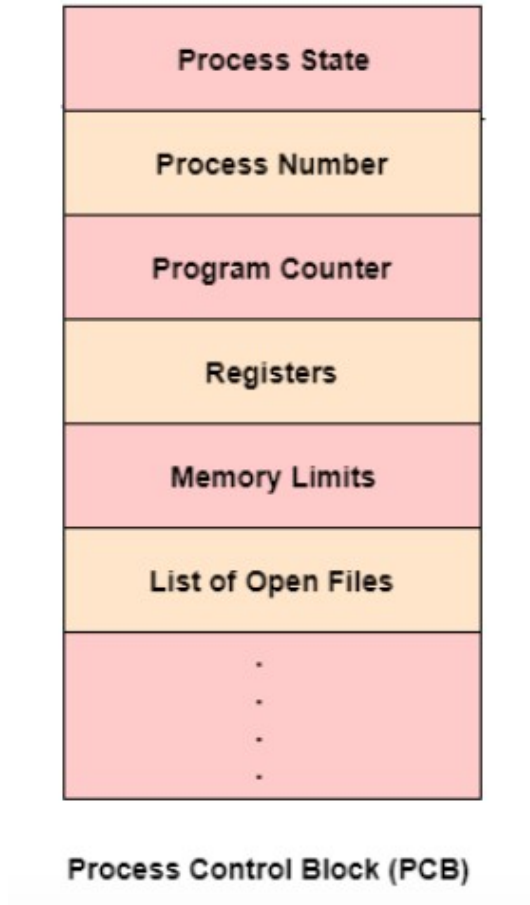 Process State
Process Number
Program Counter
Registers
Memory Limits
List of Open Files
.
.
.
.
Process Control Block (PCB)